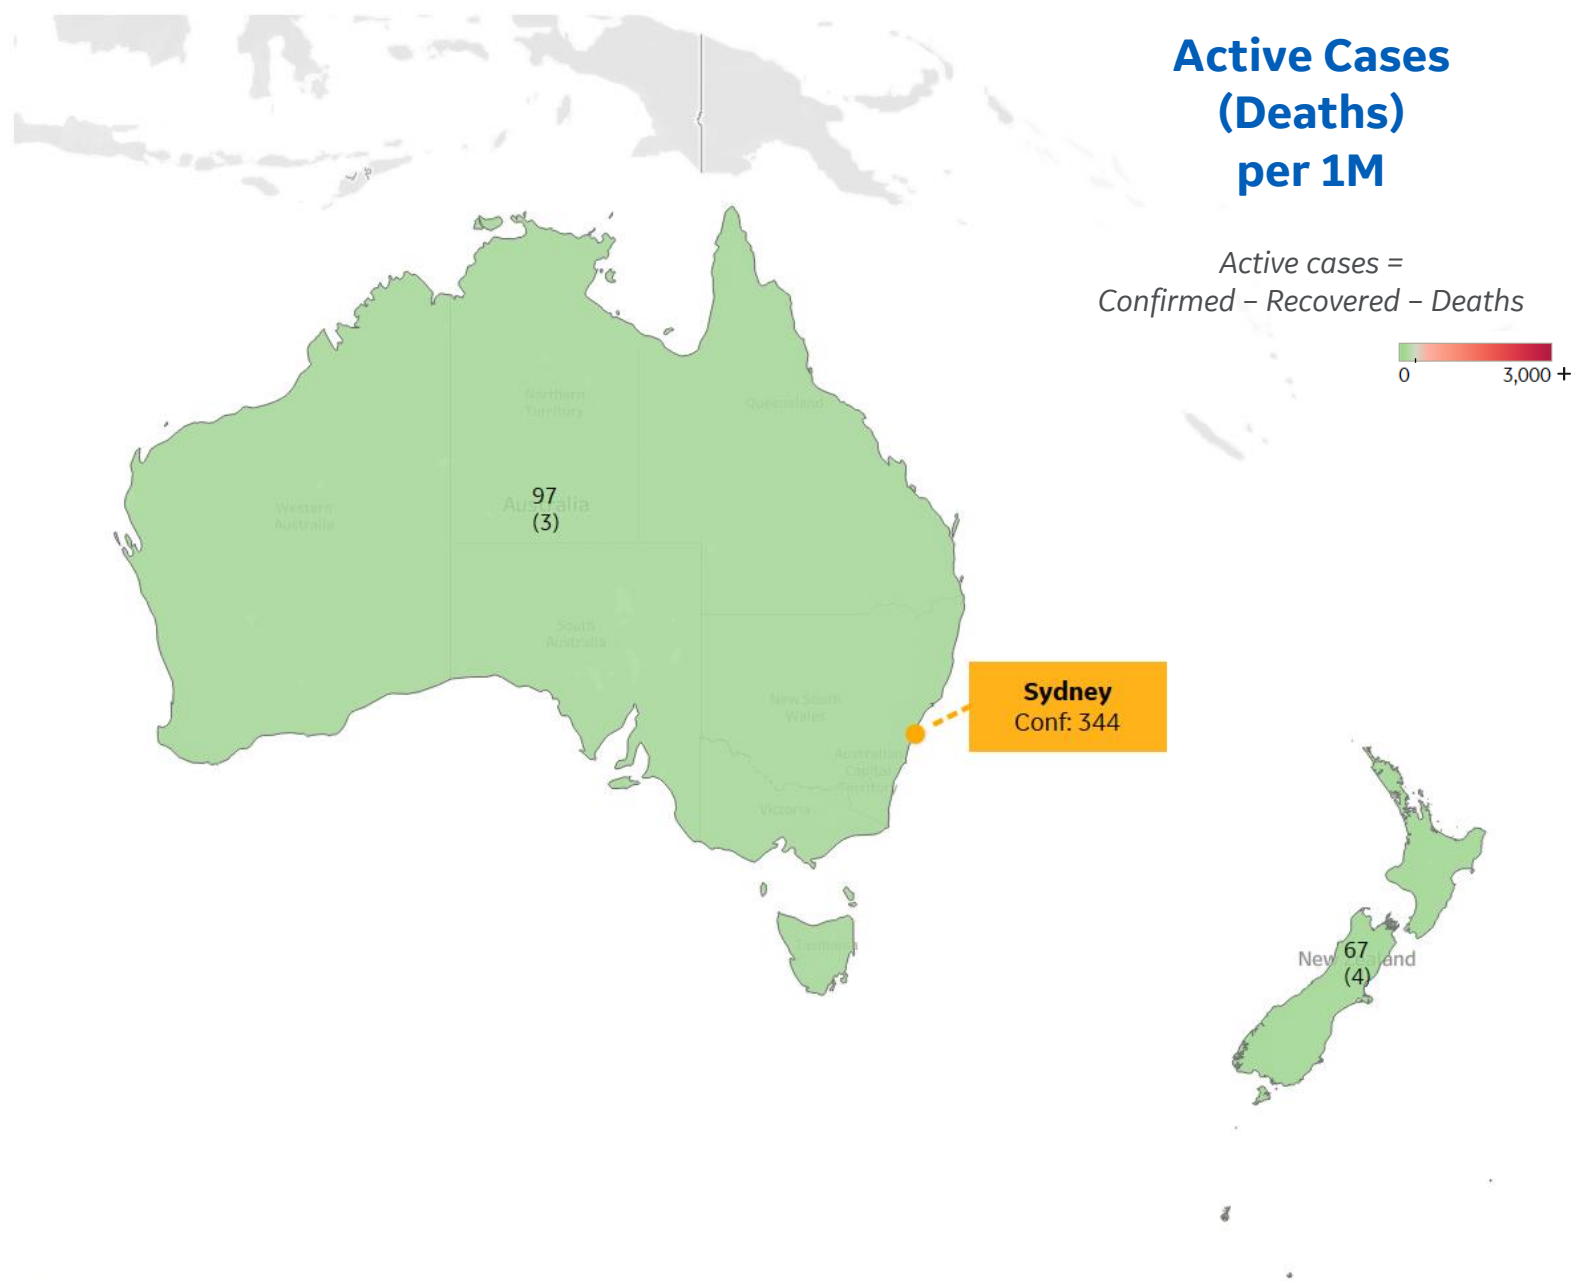 Active Cases
(Deaths)
per 1M
Active cases =
Confirmed – Recovered – Deaths
0
3,000 +
Northern
Territory
Queensland
97
Australia
(3)
Western
Australia
South
Australia
New South
Wales
Sydney
Conf: 344
Australian
Capital
Territory
Victoria
Tasmania
67
New Zealand
(4)